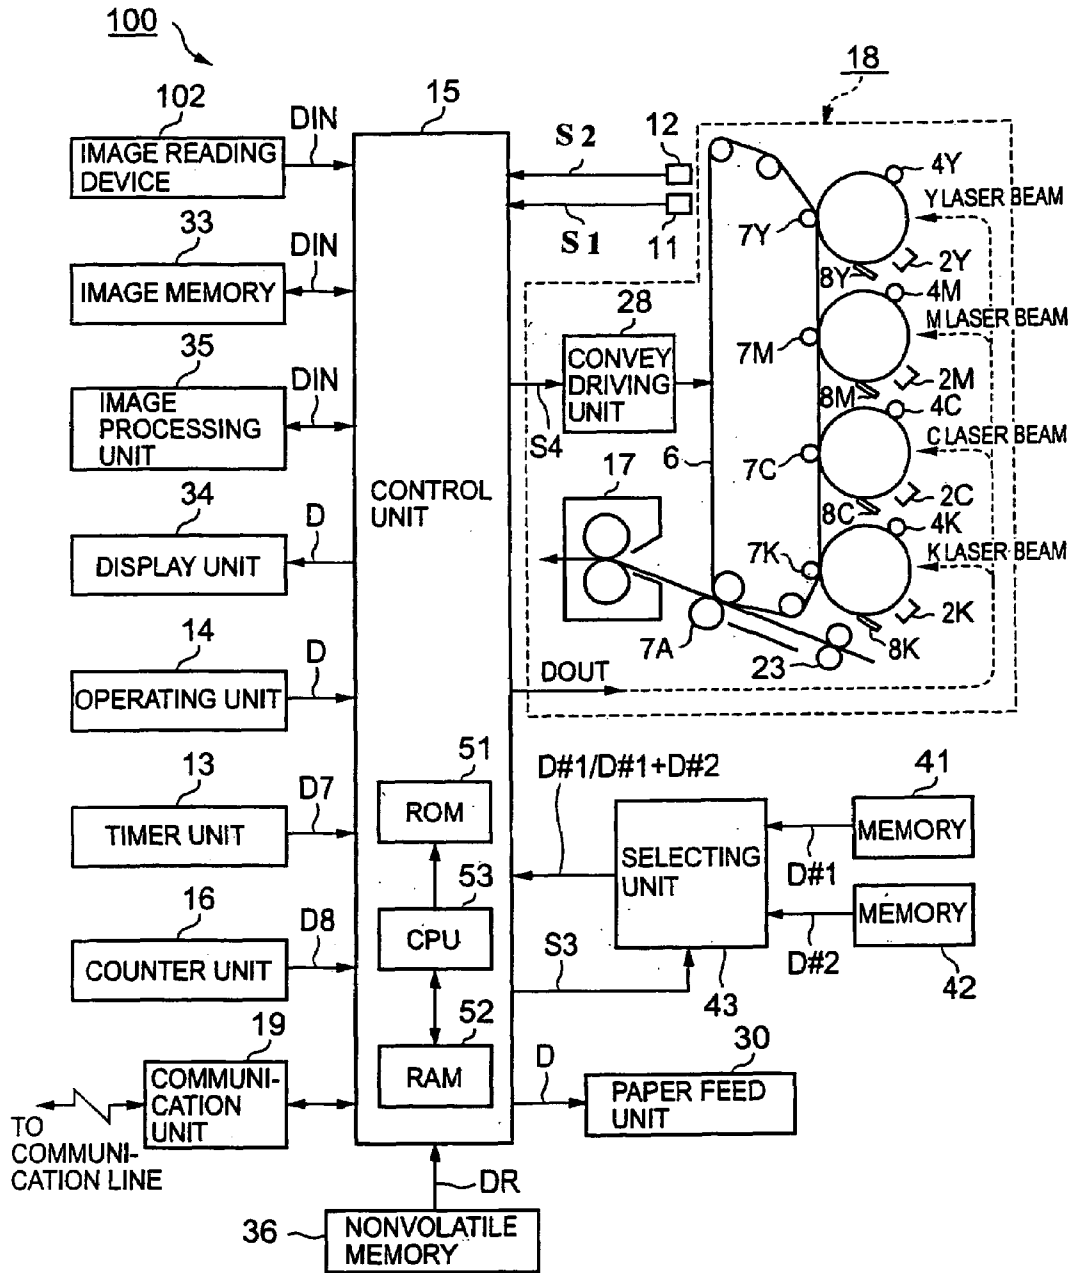 100
18
102
DIN
15
IMAGE READING
DEVICE
S2
12
S1
11
4Y
Y LASER BEAM
7Y
8Y
2Y
33
DIN
IMAGE MEMORY
4M
M LASER BEAM
28
CONVEY
DRIVING
UNIT
7M
8M
2M
35
DIN
IMAGE
PROCESSING
UNIT
S4
6
4C
C LASER BEAM
7C
8C
2C
17
CONTROL
UNIT
34
D
DISPLAY UNIT
4K
K LASER BEAM
7K
2K
8K
7A
23
14
D
OPERATING UNIT
DOUT
13
D7
TIMER UNIT
51
ROM
D#1/D#1+D#2
41
MEMORY
SELECTING
UNIT
D#1
53
CPU
MEMORY
D#2
42
16
D8
COUNTER UNIT
S3
43
52
RAM
19
COMMUNI-
CATION
UNIT
TO
COMMUNI-
CATION LINE
D
30
PAPER FEED
UNIT
DR
36
NONVOLATILE
MEMORY